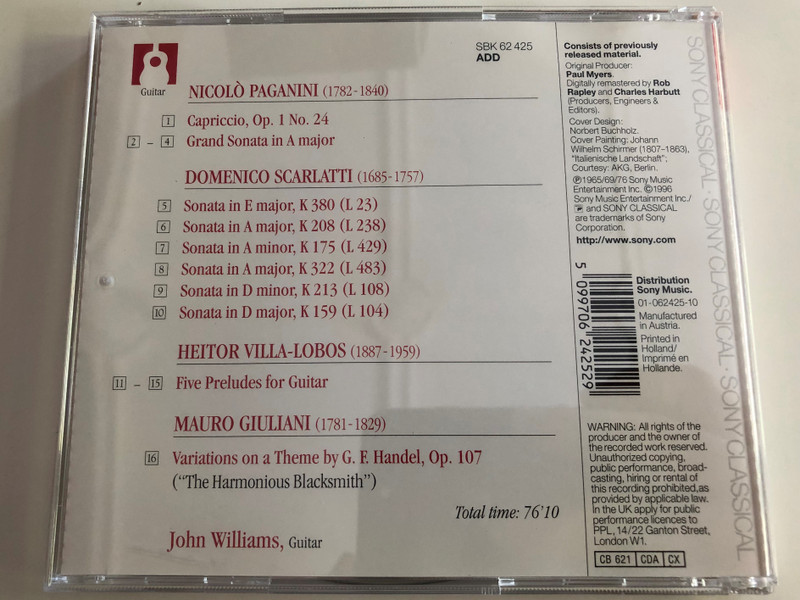 Guitar
SBK 62 425
ADD
NICOLÒ PAGANINI (1782-1840)
1 Capriccio, Op. 1 No. 24
2 – 4 Grand Sonata in A major
DOMENICO SCARLATTI (1685-1757)
5 Sonata in E major, K 380 (L 23)
6 Sonata in A major, K 208 (L 238)
7 Sonata in A minor, K 175 (L 429)
8 Sonata in A major, K 322 (L 483)
9 Sonata in D minor, K 213 (L 108)
10 Sonata in D major, K 159 (L 104)
HEITOR VILLA-LOBOS (1887-1959)
11 – 15 Five Preludes for Guitar
MAURO GIULIANI (1781-1829)
16 Variations on a Theme by G. F. Handel, Op. 107
(“The Harmonious Blacksmith”)
Total time: 76'10
John Williams, Guitar
Consists of previously
released material.
Original Producer:
Paul Myers.
Digitally remastered by Rob
Rapley and Charles Harbutt
(Producers, Engineers &
Editors).
Cover Design:
Norbert Buchholz.
Cover Painting: Johann
Wilhelm Schirmer (1807–1863),
“Italienische Landschaft”;
Courtesy: AKG, Berlin.
℗1965/69/76 Sony Music
Entertainment Inc. ©1996
Sony Music Entertainment Inc./
and SONY CLASSICAL
are trademarks of Sony
Corporation.
http://www.sony.com
5 099706 242529
Distribution
Sony Music.
01-062425-10
Manufactured
in Austria.
Printed in
Holland/
Imprimé en
Hollande.
WARNING: All rights of the
producer and the owner of
the recorded work reserved.
Unauthorized copying,
public performance, broad-
casting, hiring or rental of
this recording prohibited,as
provided by applicable law.
In the UK apply for public
performance licences to
PPL, 14/22 Ganton Street,
London W1.
CB 621 CDA CX
SONY CLASSICAL · SONY CLASSICAL · SONY CLASSICAL